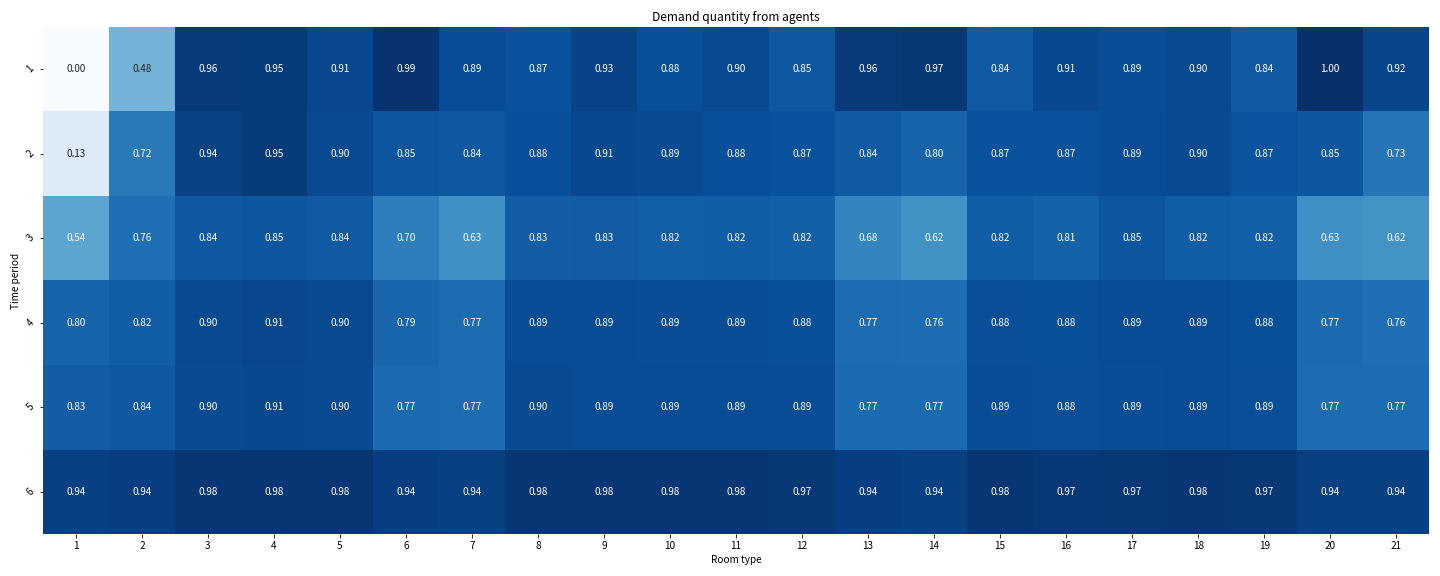 Demand quantity from agents
1 0.00 0.48 0.96 0.95 0.91 0.99 0.89 0.87 0.93 0.88 0.90 0.85 0.96 0.97 0.84 0.91 0.89 0.90 0.84 1.00 0.92
2 0.13 0.72 0.94 0.95 0.90 0.85 0.84 0.88 0.91 0.89 0.88 0.87 0.84 0.80 0.87 0.87 0.89 0.90 0.87 0.85 0.73
3 0.54 0.76 0.84 0.85 0.84 0.70 0.63 0.83 0.83 0.82 0.82 0.82 0.68 0.62 0.82 0.81 0.85 0.82 0.82 0.63 0.62
Time period
4 0.80 0.82 0.90 0.91 0.90 0.79 0.77 0.89 0.89 0.89 0.89 0.88 0.77 0.76 0.88 0.88 0.89 0.89 0.88 0.77 0.76
5 0.83 0.84 0.90 0.91 0.90 0.77 0.77 0.90 0.89 0.89 0.89 0.89 0.77 0.77 0.89 0.88 0.89 0.89 0.89 0.77 0.77
6 0.94 0.94 0.98 0.98 0.98 0.94 0.94 0.98 0.98 0.98 0.98 0.97 0.94 0.94 0.98 0.97 0.97 0.98 0.97 0.94 0.94
1 2 3 4 5 6 7 8 9 10 11 12 13 14 15 16 17 18 19 20 21
Room type